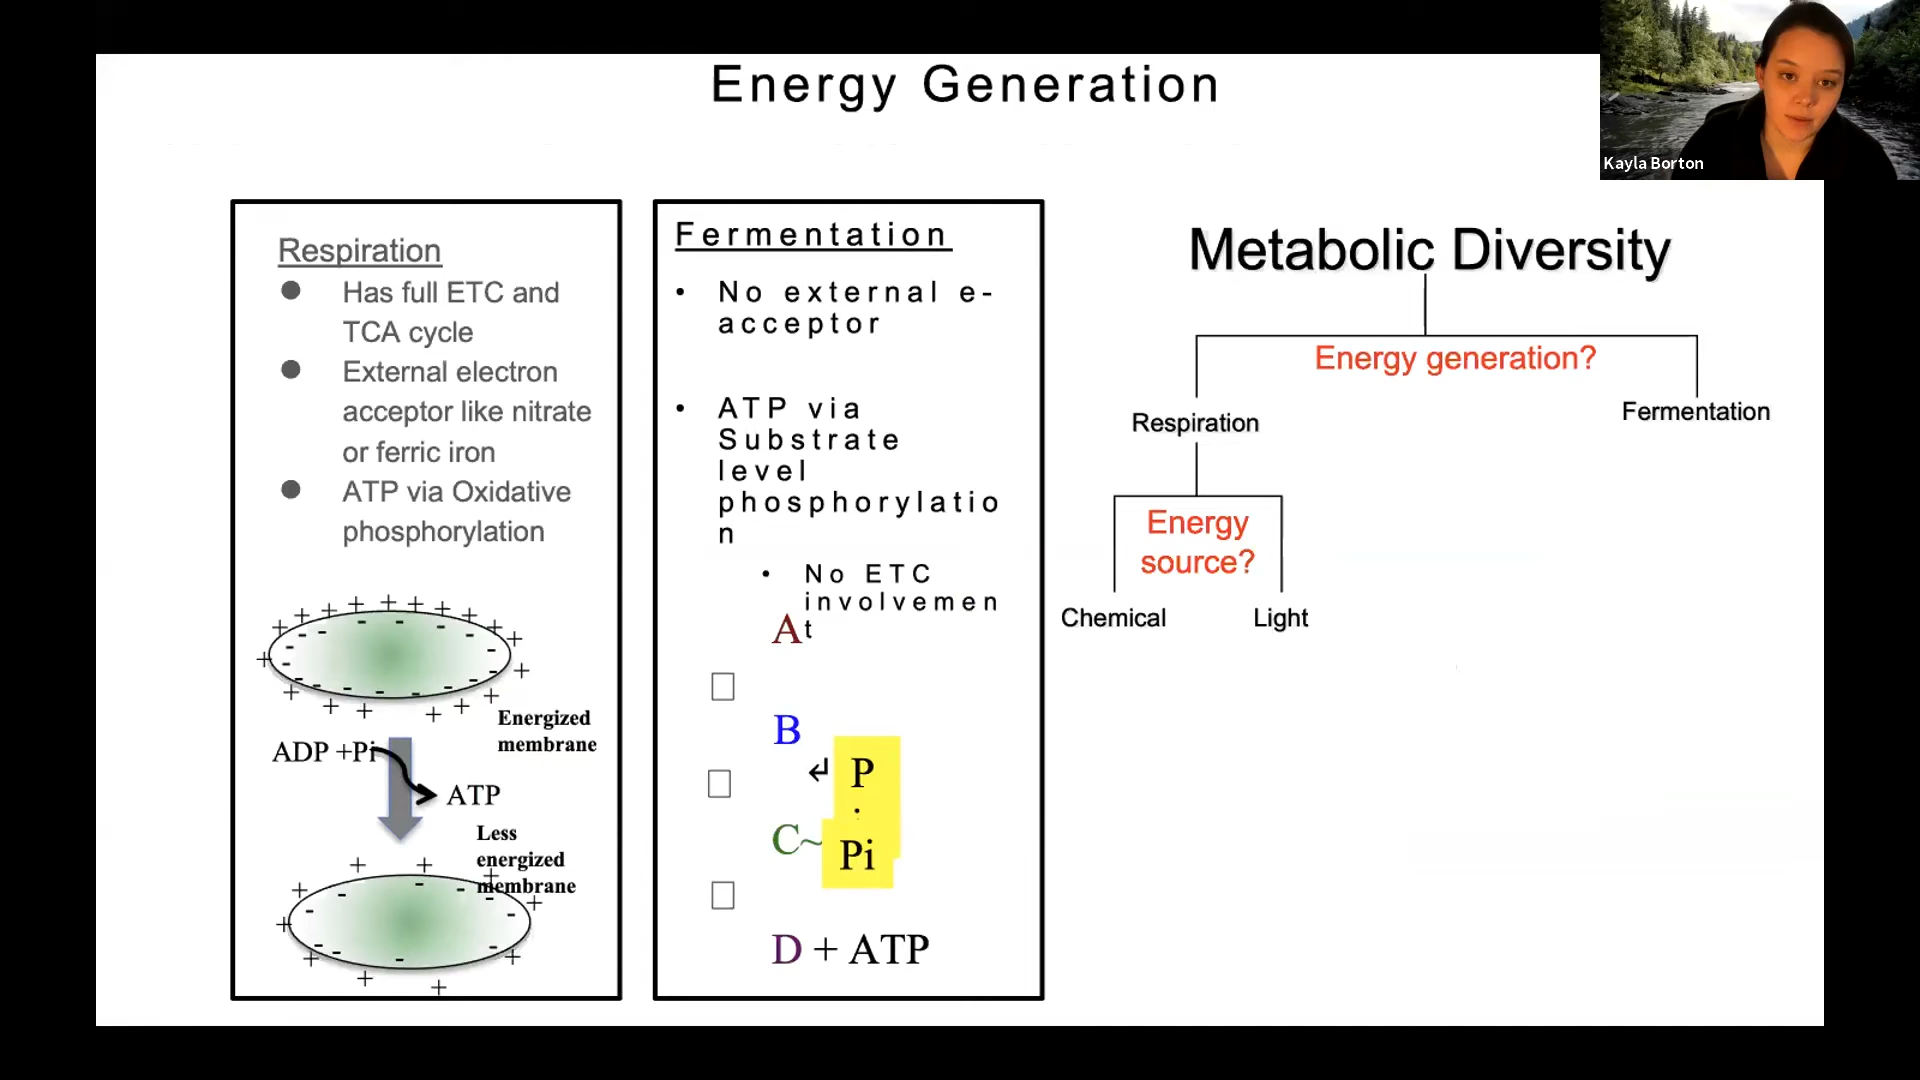 Energy Generation
Kayla Borton
Respiration
● Has full ETC and
TCA cycle
● External electron
acceptor like nitrate
or ferric iron
● ATP via Oxidative
phosphorylation
Energized
membrane
ADP +Pi
ATP
Less
energized
membrane
Fermentation
• No external e-
acceptor
• ATP via
Substrate
level
phosphorylatio
n
• No ETC
involvemen
t
A
B
P
C~
Pi
D + ATP
Metabolic Diversity
Energy generation?
Respiration
Fermentation
Energy
source?
Chemical
Light